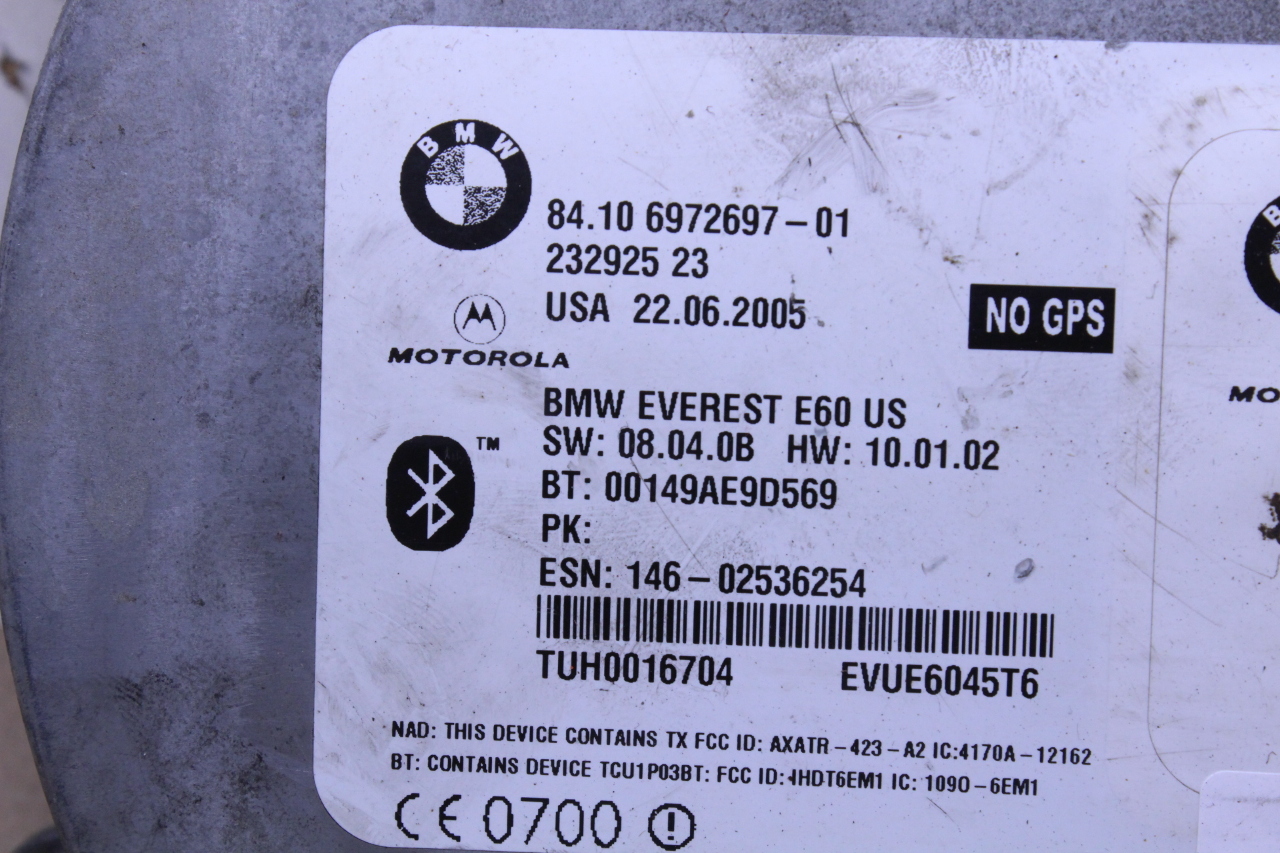 BMW
84.10 6972697-01
232925 23
USA 22.06.2005
NO GPS
MOTOROLA
BMW EVEREST E60 US
SW: 08.04.0B HW: 10.01.02
TM
BT: 00149AE9D569
PK:
ESN: 146-02536254
TUH0016704 EVUE6045T6
NAD: THIS DEVICE CONTAINS TX FCC ID: AXATR-423-A2 IC:4170A-12162
BT: CONTAINS DEVICE TCU1P03BT: FCC ID: IHDT6EM1 IC: 1090-6EM1
CE 0700
B
MO